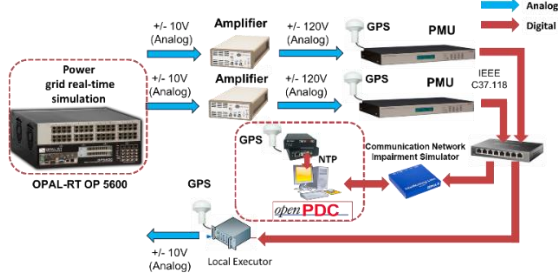 Analog
Digital
+/- 10V
(Analog)
Amplifier
+/- 120V
(Analog)
GPS
PMU
Power
grid real-time
simulation
+/- 10V
(Analog)
Amplifier
+/- 120V
(Analog)
GPS
PMU
IEEE
C37.118
OPAL-RT OP 5600
GPS
NTP
Communication Network
Impairment Simulator
openPDC
GPS
+/- 10V
(Analog)
Local Executor